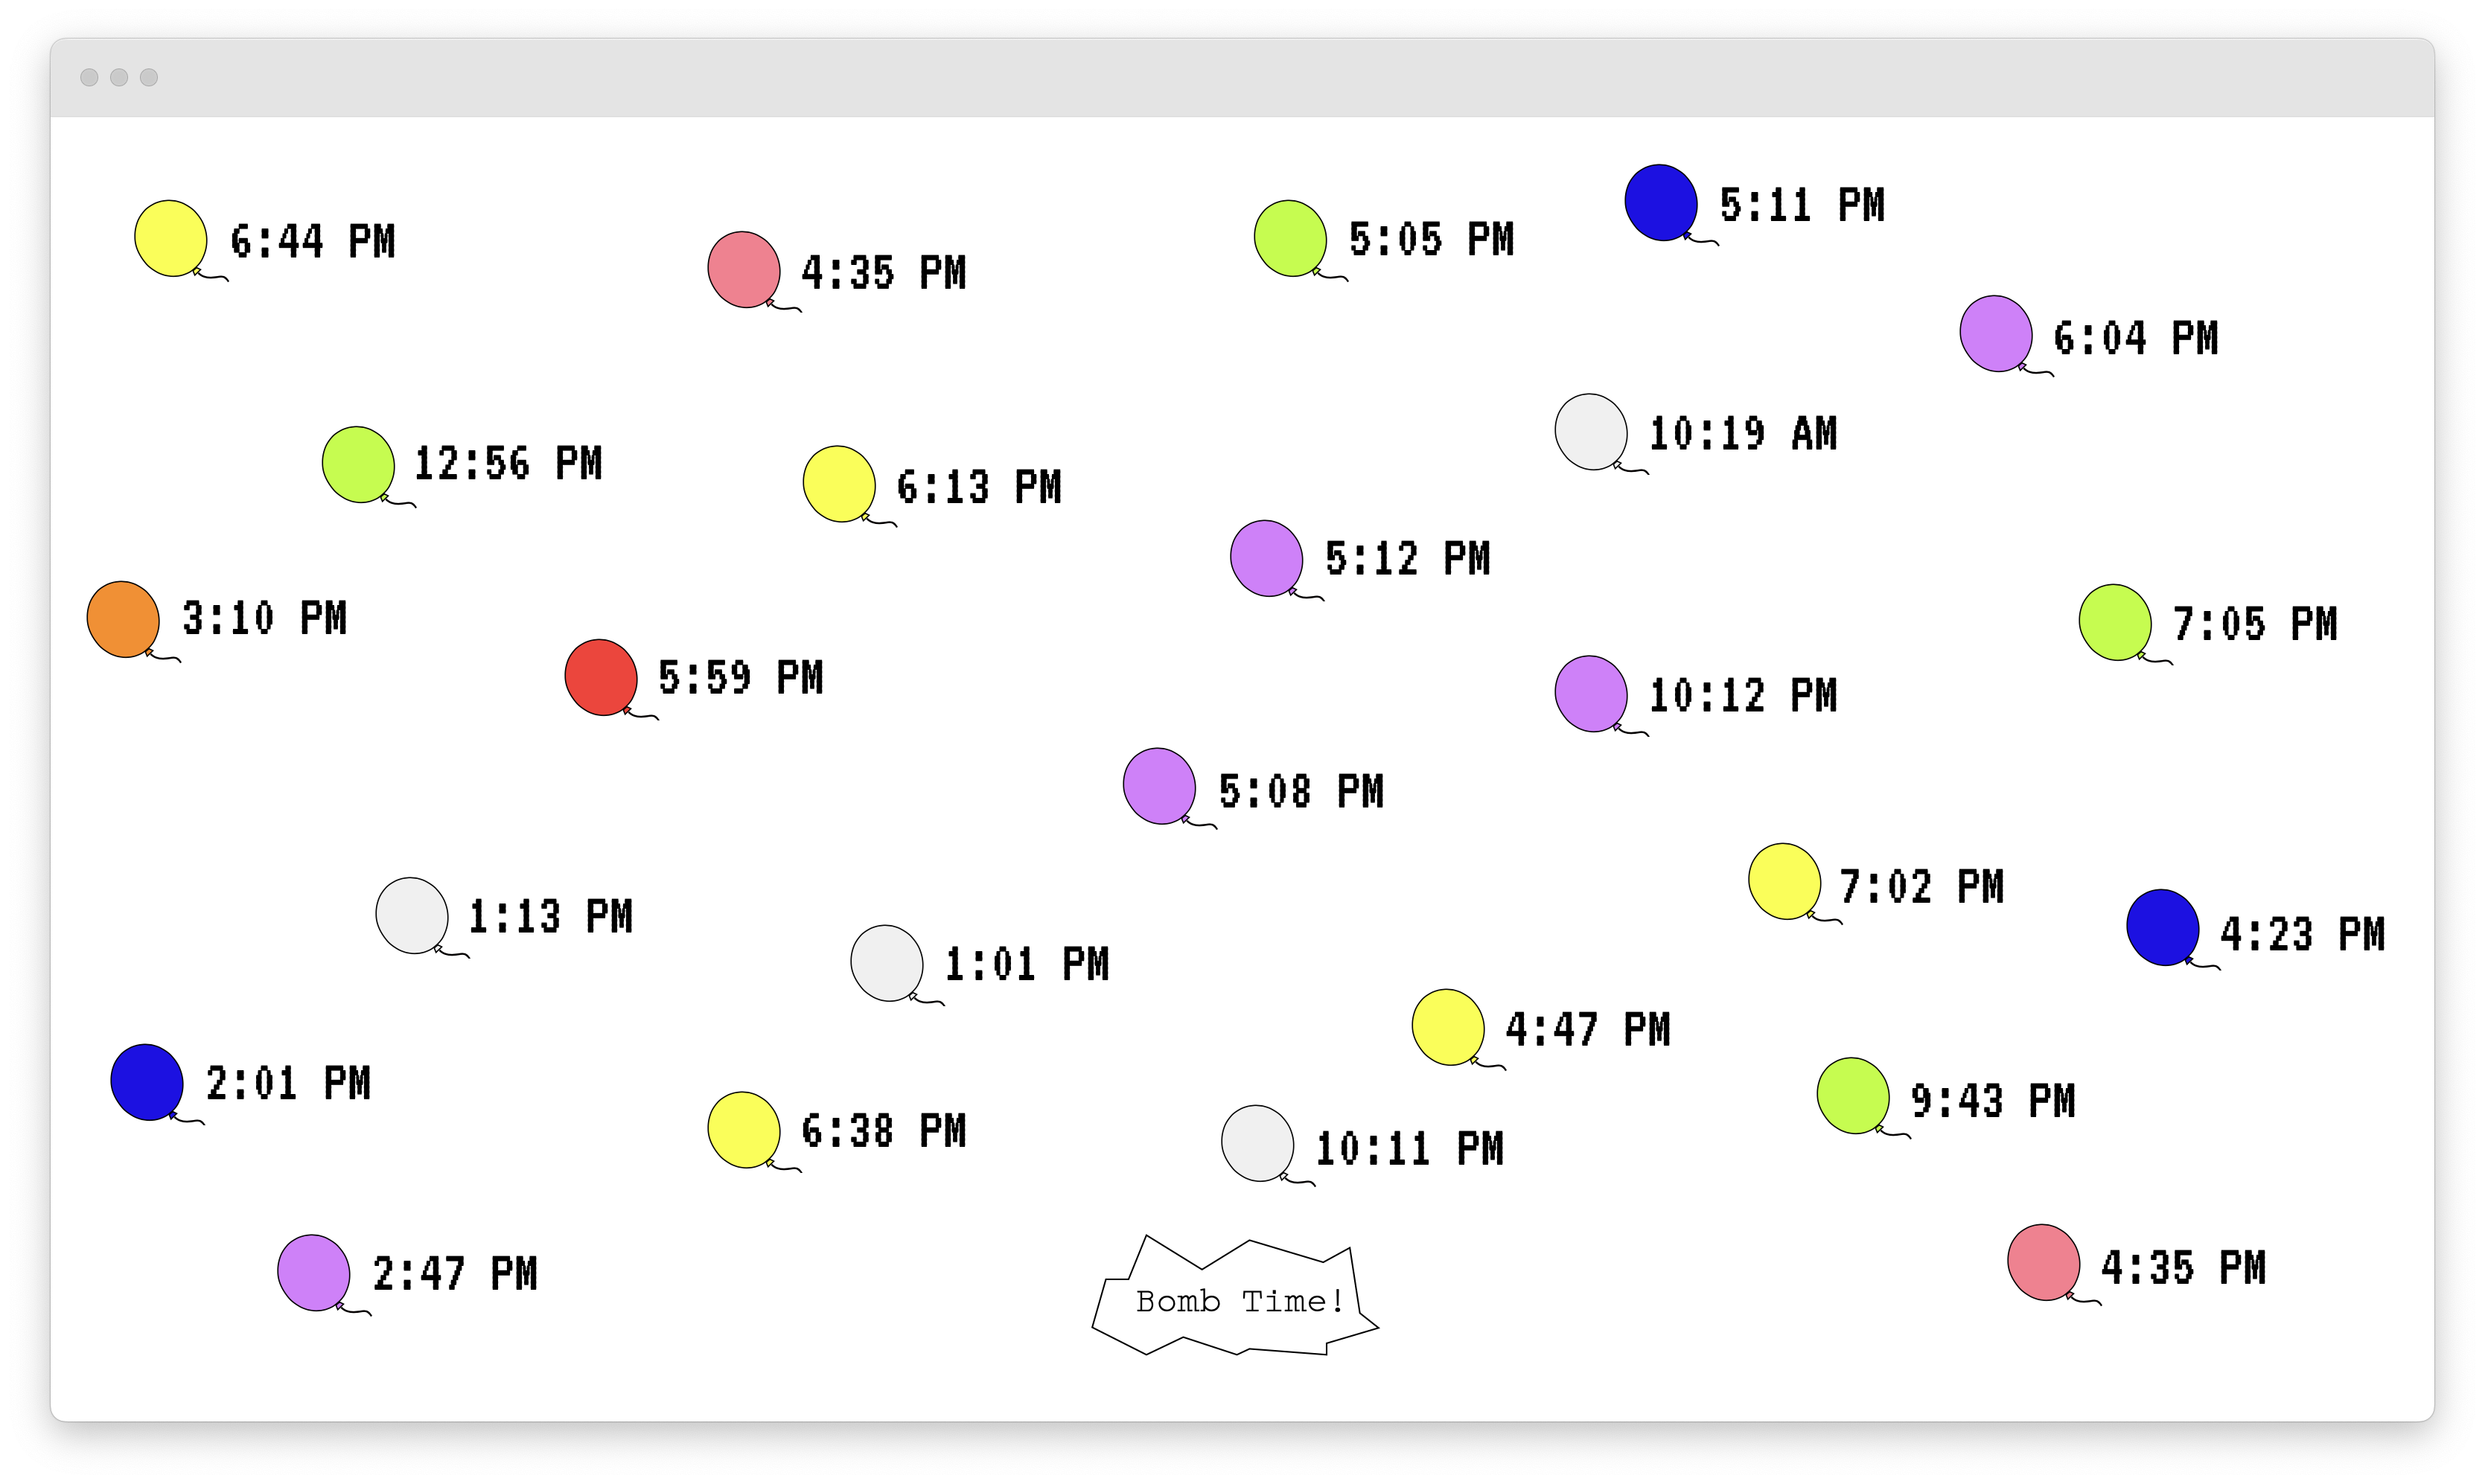 5:11 PM
6:44 PM
5:05 PM
4:35 PM
6:04 PM
10:19 AM
12:56 PM
6:13 PM
5:12 PM
3:10 PM
7:05 PM
5:59 PM
10:12 PM
5:08 PM
7:02 PM
1:13 PM
4:23 PM
1:01 PM
4:47 PM
2:01 PM
9:43 PM
6:38 PM
10:11 PM
4:35 PM
2:47 PM
Bomb Time!